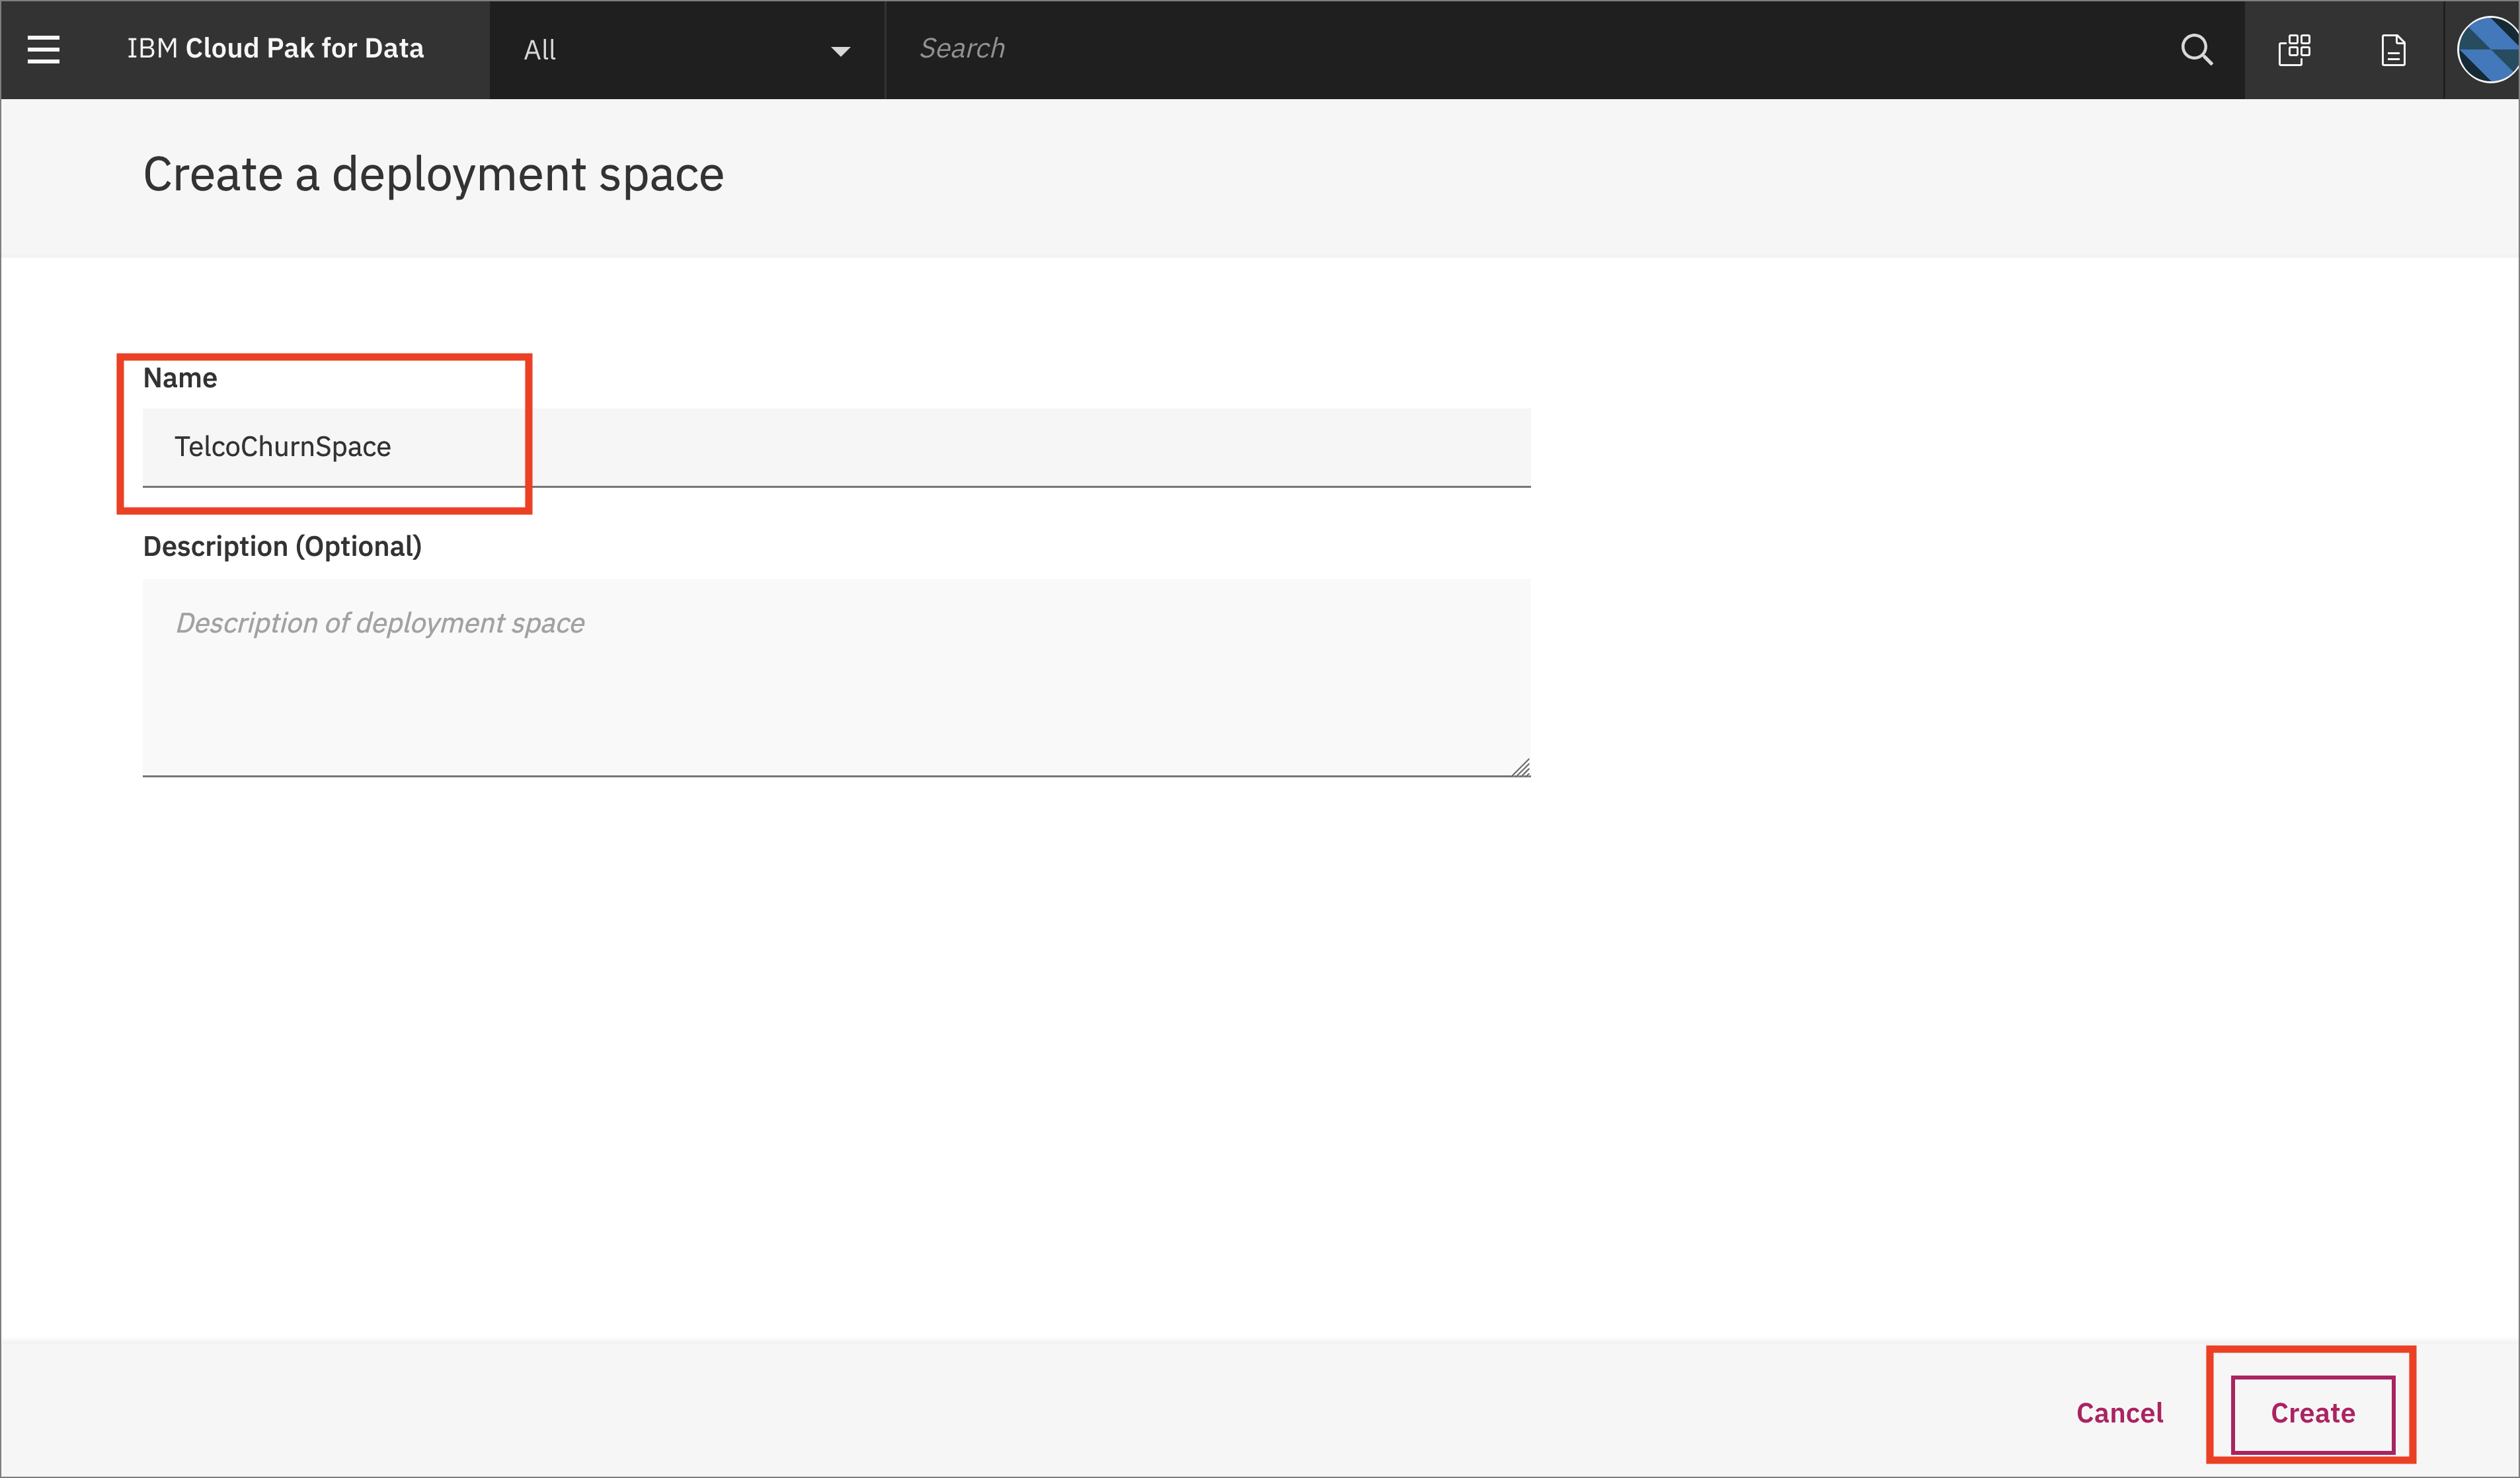 IBM Cloud Pak for Data
All
Search
Create a deployment space
Name
TelcoChurnSpace
Description (Optional)
Description of deployment space
Cancel
Create